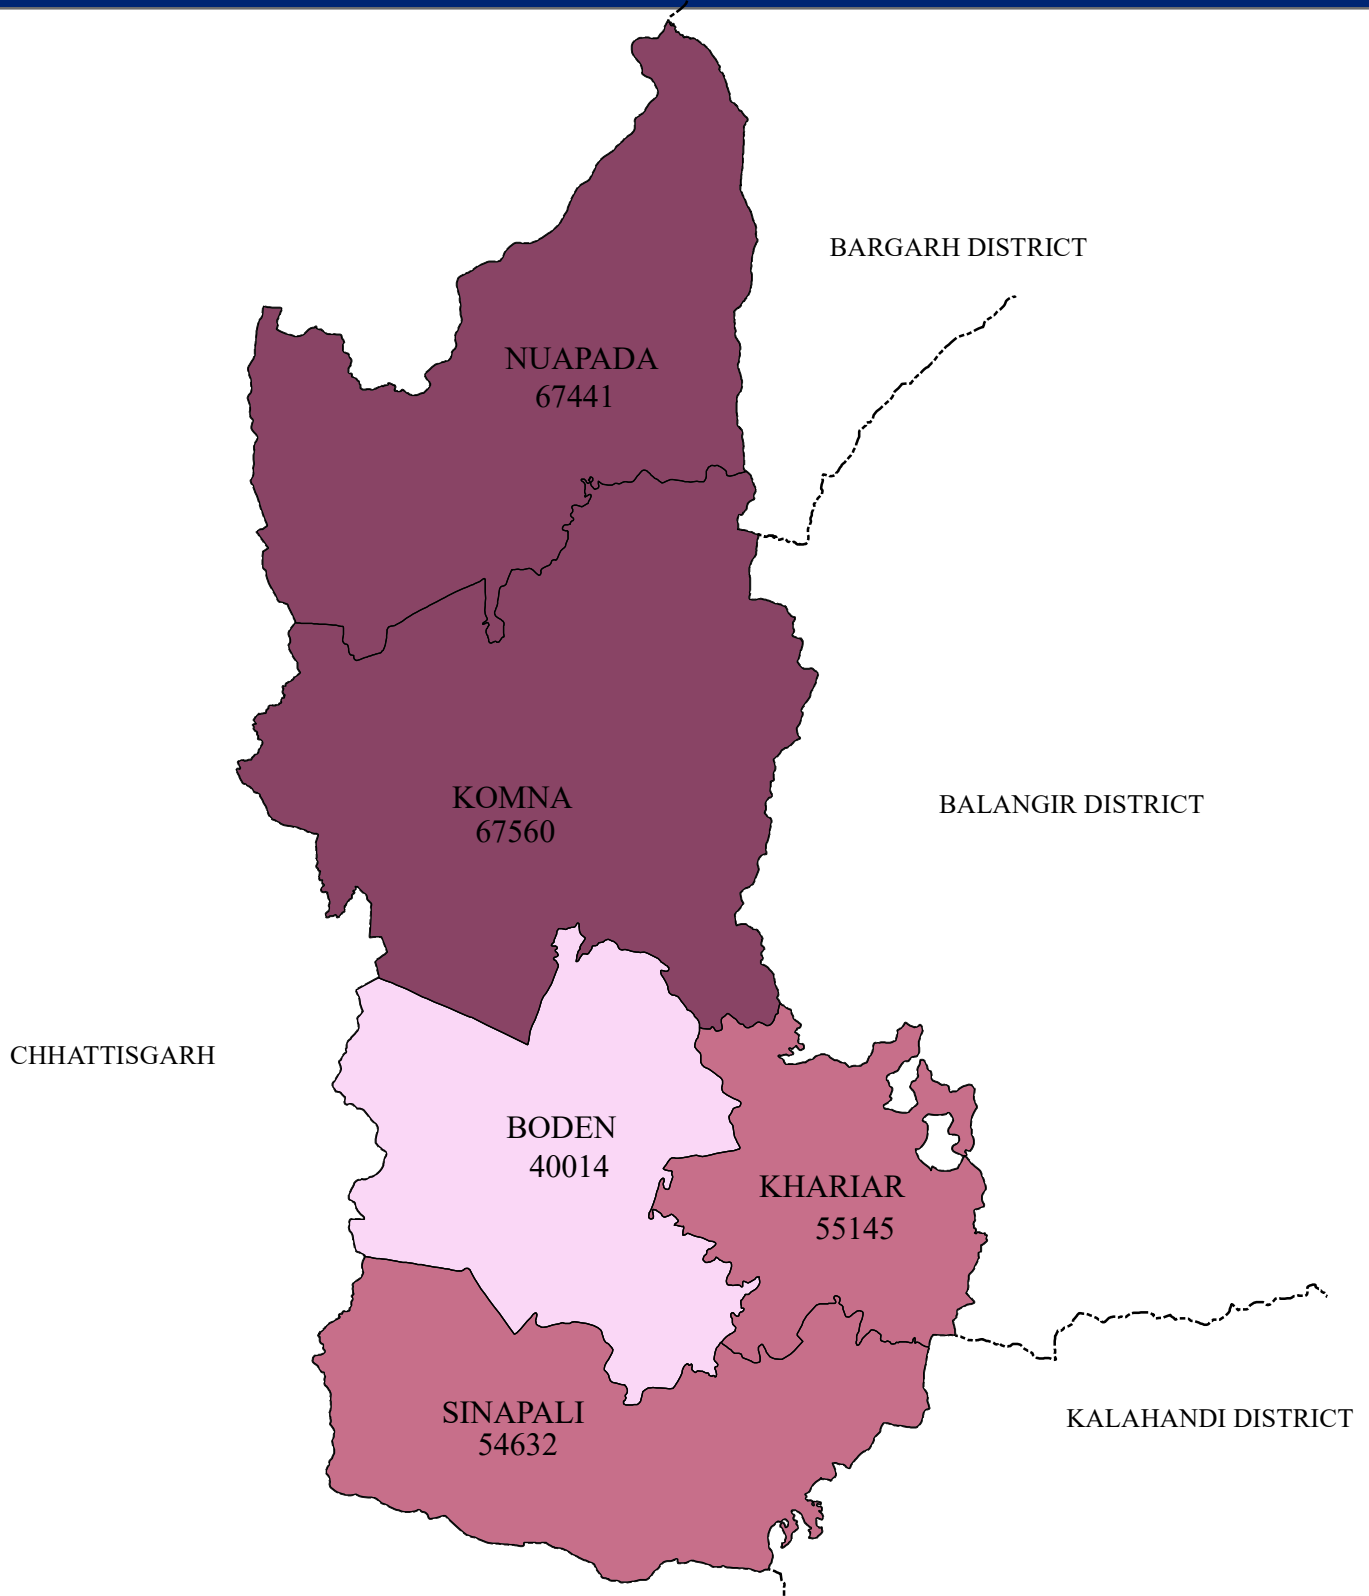 BARGARH DISTRICT
NUAPADA
67441
KOMNA
67560
BALANGIR DISTRICT
CHHATTISGARH
BODEN
40014
KHARIAR
55145
SINAPALI
54632
KALAHANDI DISTRICT